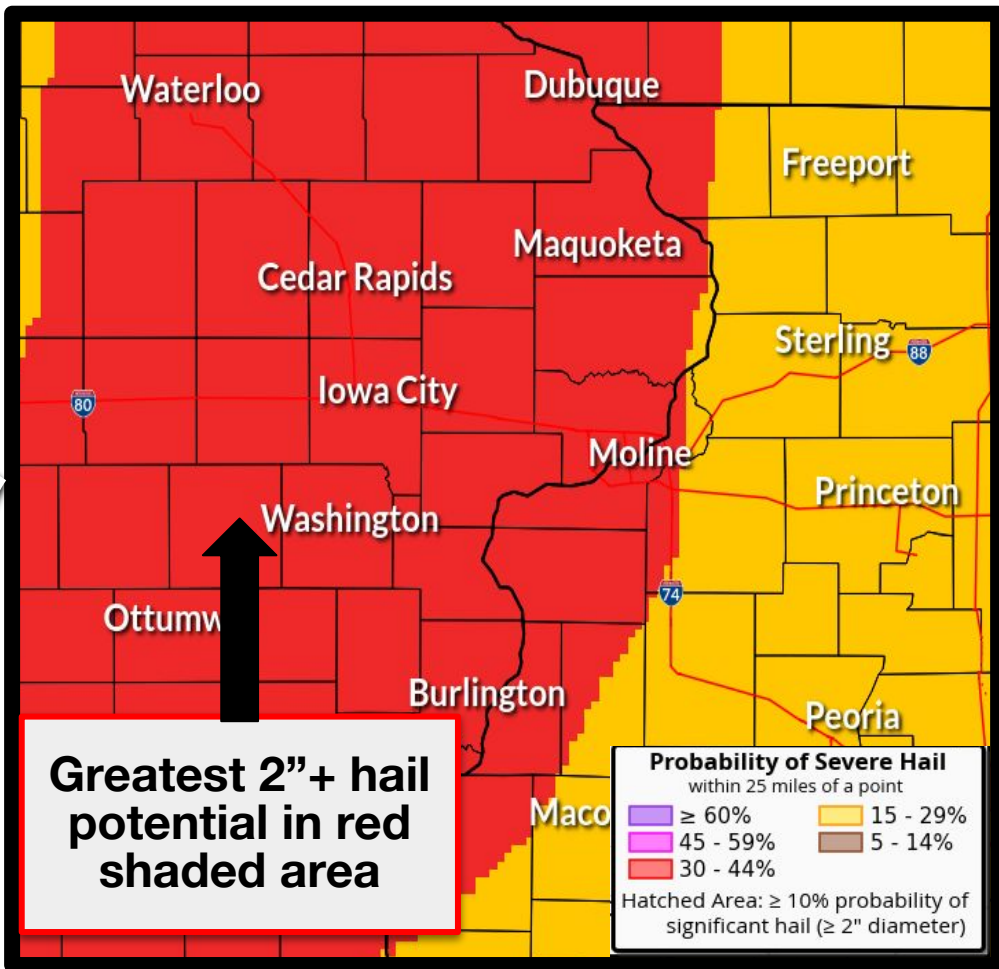 Waterloo
Dubuque
Freeport
Maquoketa
Cedar Rapids
Sterling
88
Iowa City
80
Moline
Princeton
Washington
74
Ottumw
Burlington
Peoria
Maco
Greatest 2”+ hail
potential in red
shaded area
Probability of Severe Hail
within 25 miles of a point
≥ 60%
15 - 29%
45 - 59%
5 - 14%
30 - 44%
Hatched Area: ≥ 10% probability of
significant hail (≥ 2" diameter)